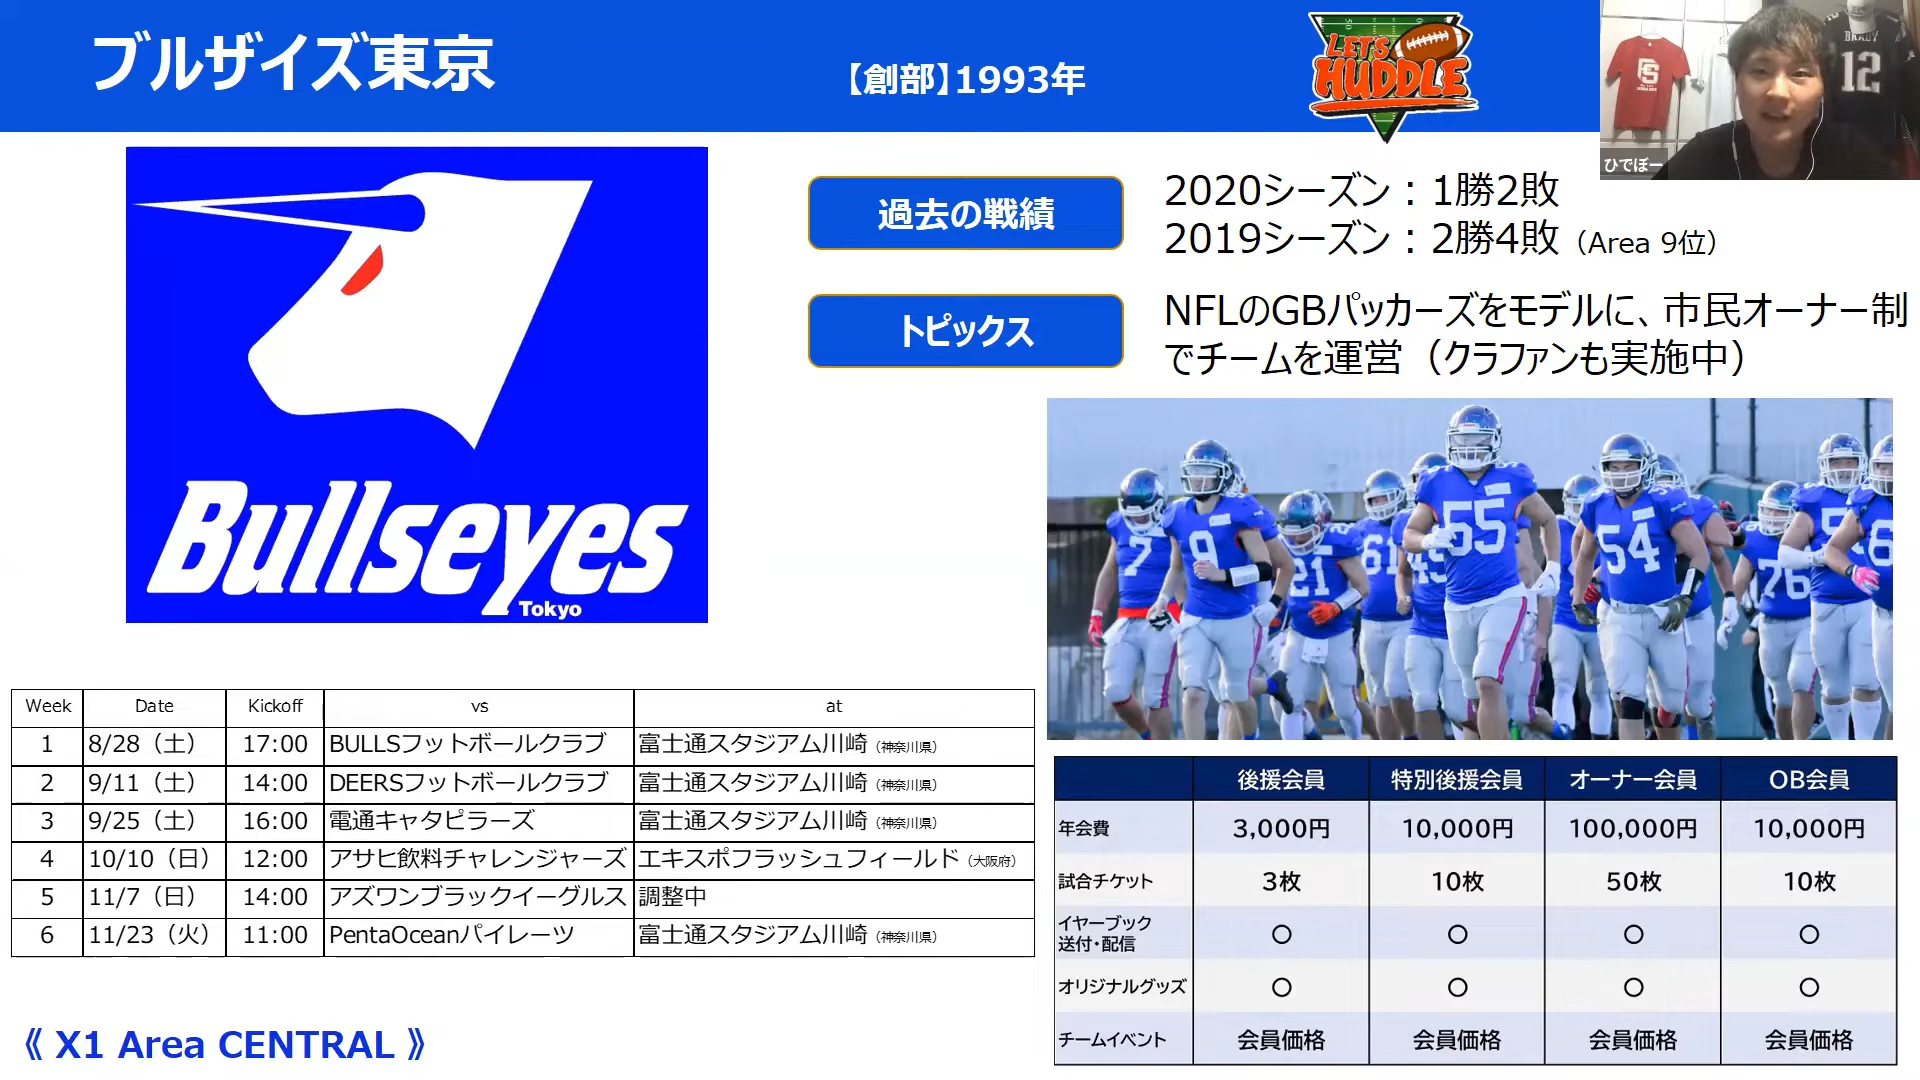 ブルザイズ東京
【創部】1993年
LET'S
HUDDLE
BRADY
12
ひでぼー
過去の戦績
2020シーズン：1勝2敗
2019シーズン：2勝4敗（Area 9位）
トピックス
NFLのGBパッカーズをモデルに、市民オーナー制
でチームを運営（クラファンも実施中）
Bullseyes
Tokyo
7
9
21
61
45
55
54
76
Week Date Kickoff vs at
1 8/28（土） 17:00 BULLSフットボールクラブ 富士通スタジアム川崎（神奈川県）
2 9/11（土） 14:00 DEERSフットボールクラブ 富士通スタジアム川崎（神奈川県）
3 9/25（土） 16:00 電通キャタピラーズ 富士通スタジアム川崎（神奈川県）
4 10/10（日） 12:00 アサヒ飲料チャレンジャーズ エキスポフラッシュフィールド（大阪府）
5 11/7（日） 14:00 アズワンブラックイーグルス 調整中
6 11/23（火） 11:00 PentaOceanパイレーツ 富士通スタジアム川崎（神奈川県）
後援会員 特別後援会員 オーナー会員 OB会員
年会費 3,000円 10,000円 100,000円 10,000円
試合チケット 3枚 10枚 50枚 10枚
イヤーブック
送付・配信 ○ ○ ○ ○
オリジナルグッズ ○ ○ ○ ○
チームイベント 会員価格 会員価格 会員価格 会員価格
《 X1 Area CENTRAL 》